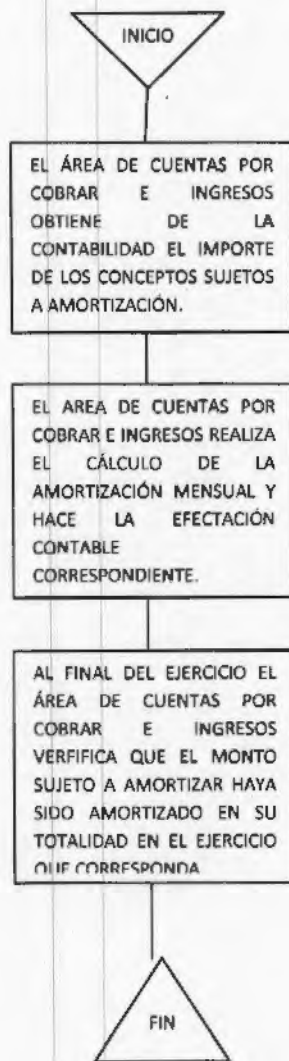 INICIO
EL ÁREA DE CUENTAS POR
COBRAR E INGRESOS
OBTIENE DE LA
CONTABILIDAD EL IMPORTE
DE LOS CONCEPTOS SUJETOS
A AMORTIZACIÓN.
EL AREA DE CUENTAS POR
COBRAR E INGRESOS REALIZA
EL CÁLCULO DE LA
AMORTIZACIÓN MENSUAL Y
HACE LA EFECTACIÓN
CONTABLE
CORRESPONDIENTE.
AL FINAL DEL EJERCICIO EL
ÁREA DE CUENTAS POR
COBRAR E INGRESOS
VERFIFICA QUE EL MONTO
SUJETO A AMORTIZAR HAYA
SIDO AMORTIZADO EN SU
TOTALIDAD EN EL EJERCICIO
QUE CORRESPONDA
FIN